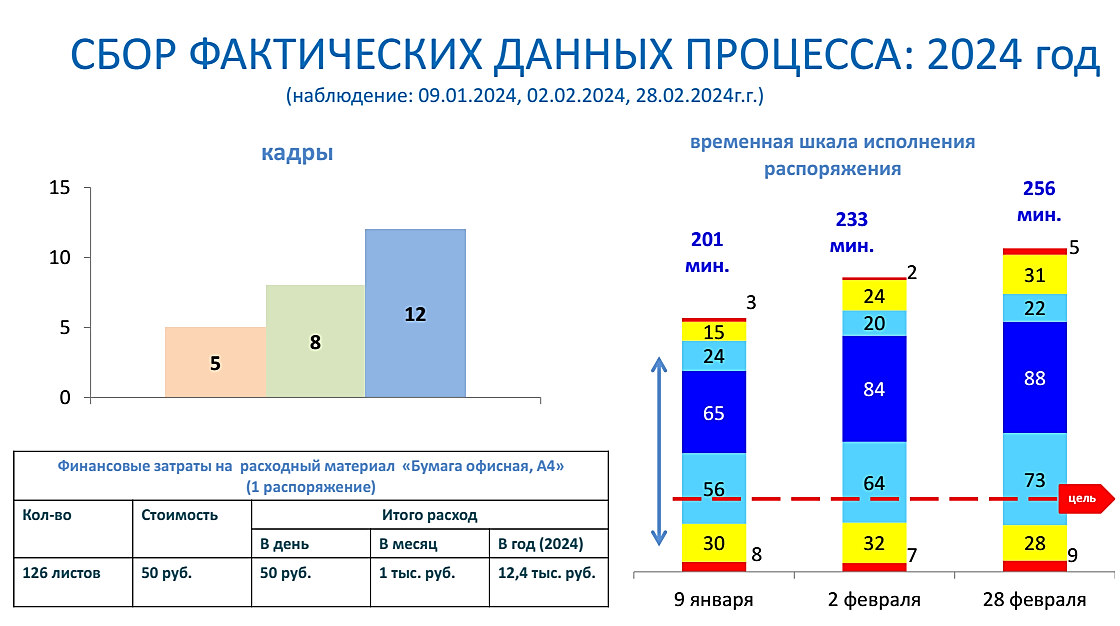 СБОР ФАКТИЧЕСКИХ ДАННЫХ ПРОЦЕССА: 2024 год
(наблюдение: 09.01.2024, 02.02.2024, 28.02.2024г.г.)
кадры
15
10
5
0
5
8
12
Финансовые затраты на расходный материал «Бумага офисная, А4»
(1 распоряжение)
Кол-во
Стоимость
Итого расход
В день
В месяц
В год (2024)
126 листов
50 руб.
50 руб.
1 тыс. руб.
12,4 тыс. руб.
временная шкала исполнения
распоряжения
201
мин.
233
мин.
256
мин.
3
15
24
65
56
30
8
2
24
20
84
64
32
7
5
31
22
88
73
28
9
цель
9 января
2 февраля
28 февраля